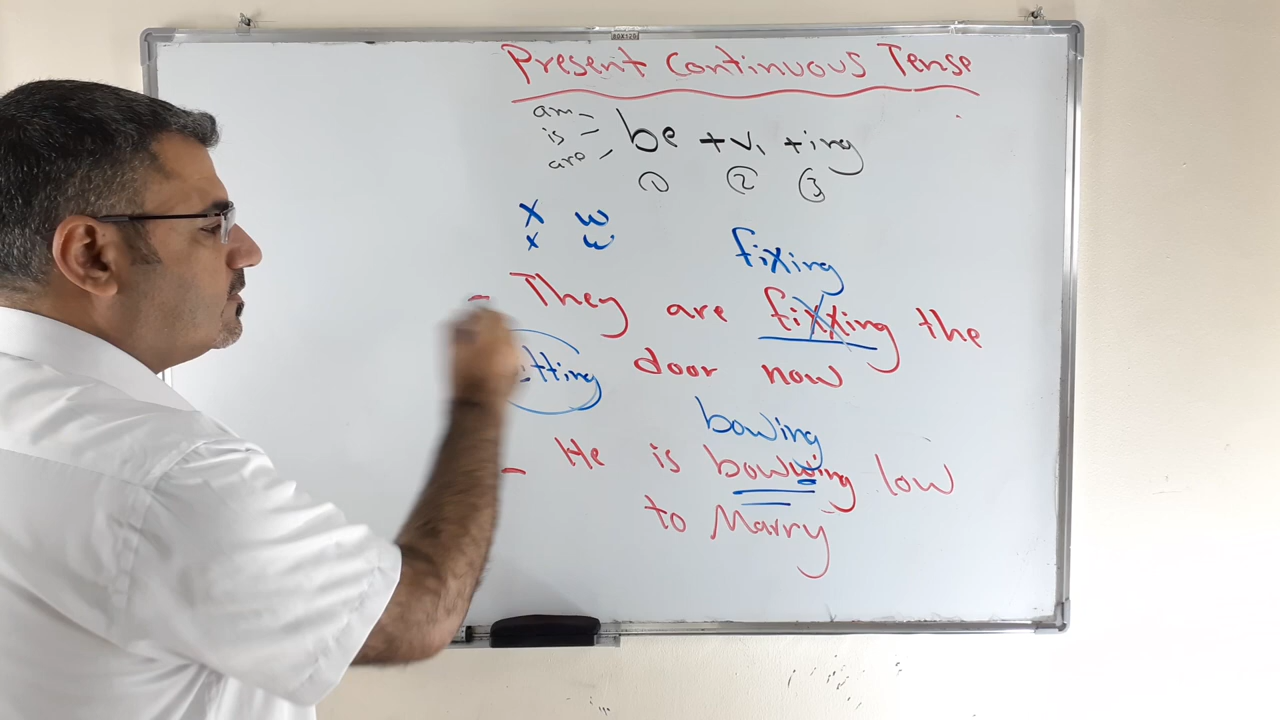 Present Continuous Tense
am
is
are
be + V1 + ing
① ② ③
x w
x w
fixing
- They are fixxing the
door now
bowing
- He is bowwing low
to Marry